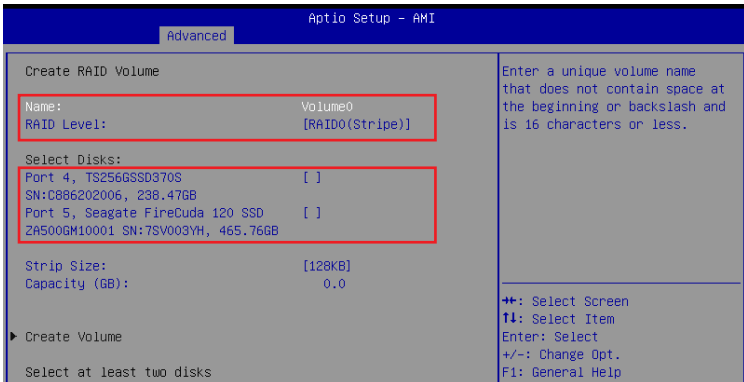 Aptio Setup - AMI
Advanced
Create RAID Volume
Name: Volume0
RAID Level: [RAID0(Stripe)]
Select Disks:
Port 4, TS256GSSD370S [ ]
SN:C886202006, 238.47GB
Port 5, Seagate FireCuda 120 SSD [ ]
ZA500GM10001 SN:7SV003YH, 465.76GB
Strip Size: [128KB]
Capacity (GB): 0.0
▶ Create Volume
Select at least two disks
Enter a unique volume name
that does not contain space at
the beginning or backslash and
is 16 characters or less.
→←: Select Screen
↑↓: Select Item
Enter: Select
+/-: Change Opt.
F1: General Help